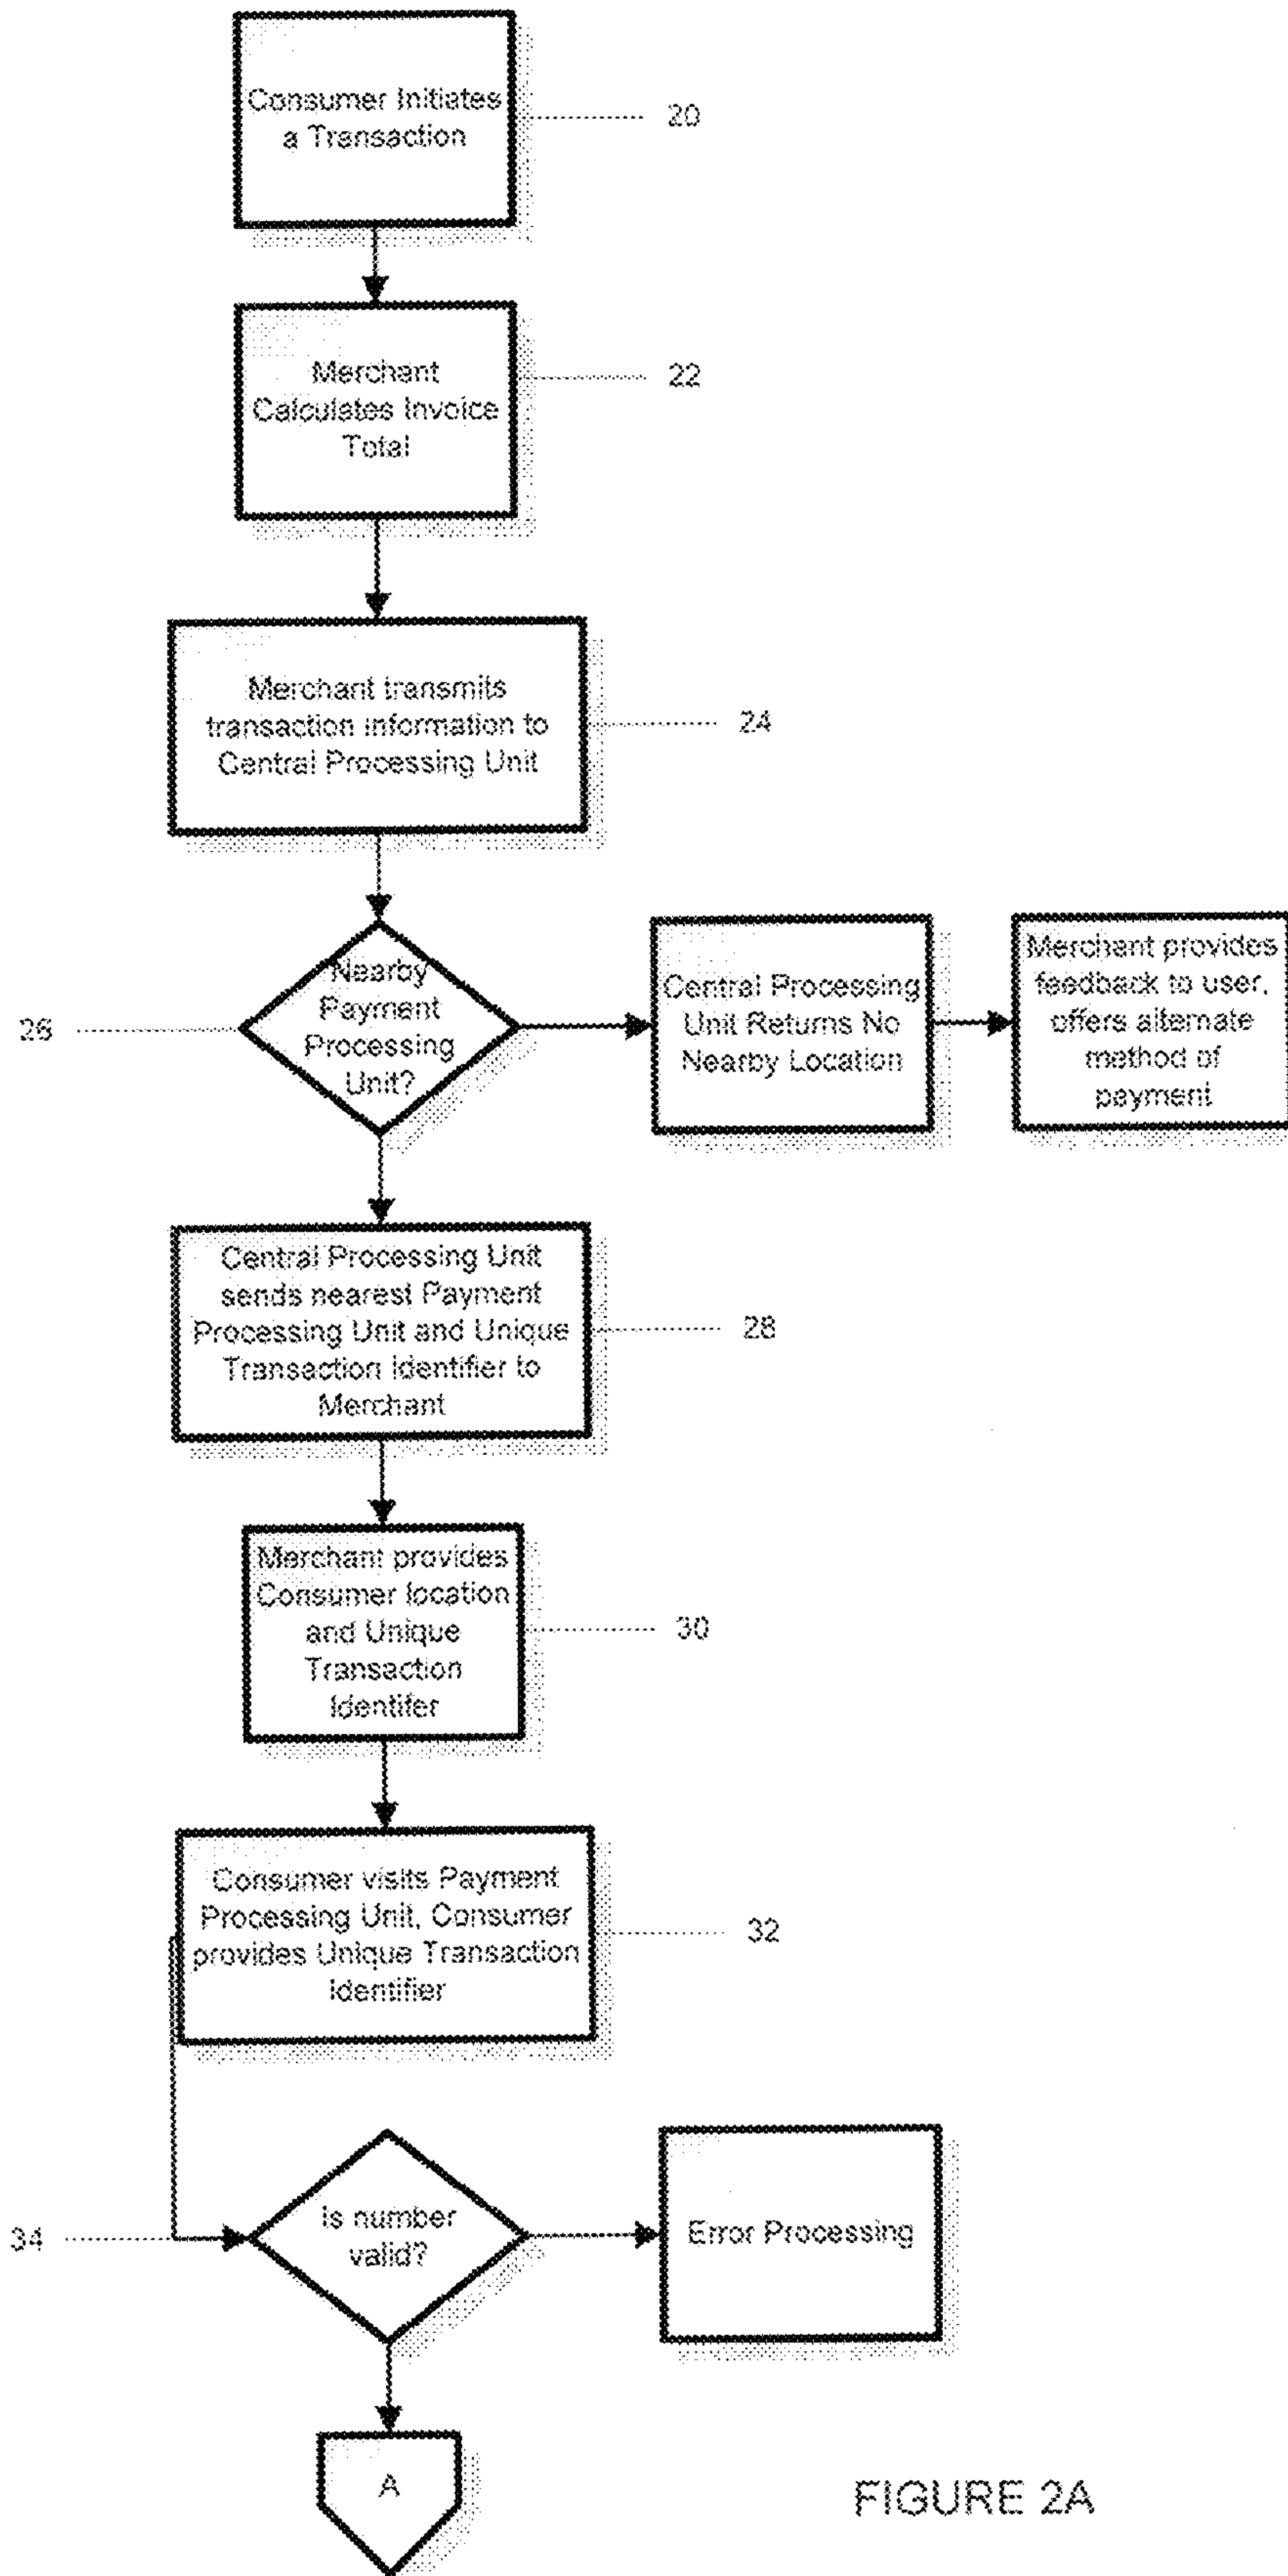 Consumer Initiates
a Transaction
20
Merchant
Calculates Invoice
Total
22
Merchant transmits
transaction information to
Central Processing Unit
24
26
Nearby
Payment
Processing
Unit?
Central Processing
Unit Returns No
Nearby Location
Merchant provides
feedback to user,
offers alternate
method of
payment
Central Processing Unit
sends nearest Payment
Processing Unit and Unique
Transaction Identifier to
Merchant
28
Merchant provides
Consumer location
and Unique
Transaction
Identifer
30
Consumer visits Payment
Processing Unit, Consumer
provides Unique Transaction
Identifier
32
34
Is number
valid?
Error Processing
A
FIGURE 2A